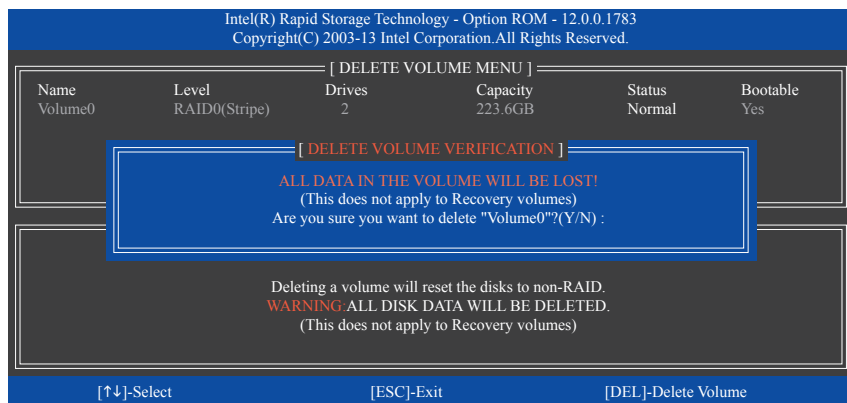 Intel(R) Rapid Storage Technology - Option ROM - 12.0.0.1783
Copyright(C) 2003-13 Intel Corporation.All Rights Reserved.
[ DELETE VOLUME MENU ]
Name Level Drives Capacity Status Bootable
Volume0 RAID0(Stripe) 2 223.6GB Normal Yes
[ DELETE VOLUME VERIFICATION ]
ALL DATA IN THE VOLUME WILL BE LOST!
(This does not apply to Recovery volumes)
Are you sure you want to delete "Volume0"?(Y/N) :
Deleting a volume will reset the disks to non-RAID.
WARNING:ALL DISK DATA WILL BE DELETED.
(This does not apply to Recovery volumes)
[↑↓]-Select [ESC]-Exit [DEL]-Delete Volume